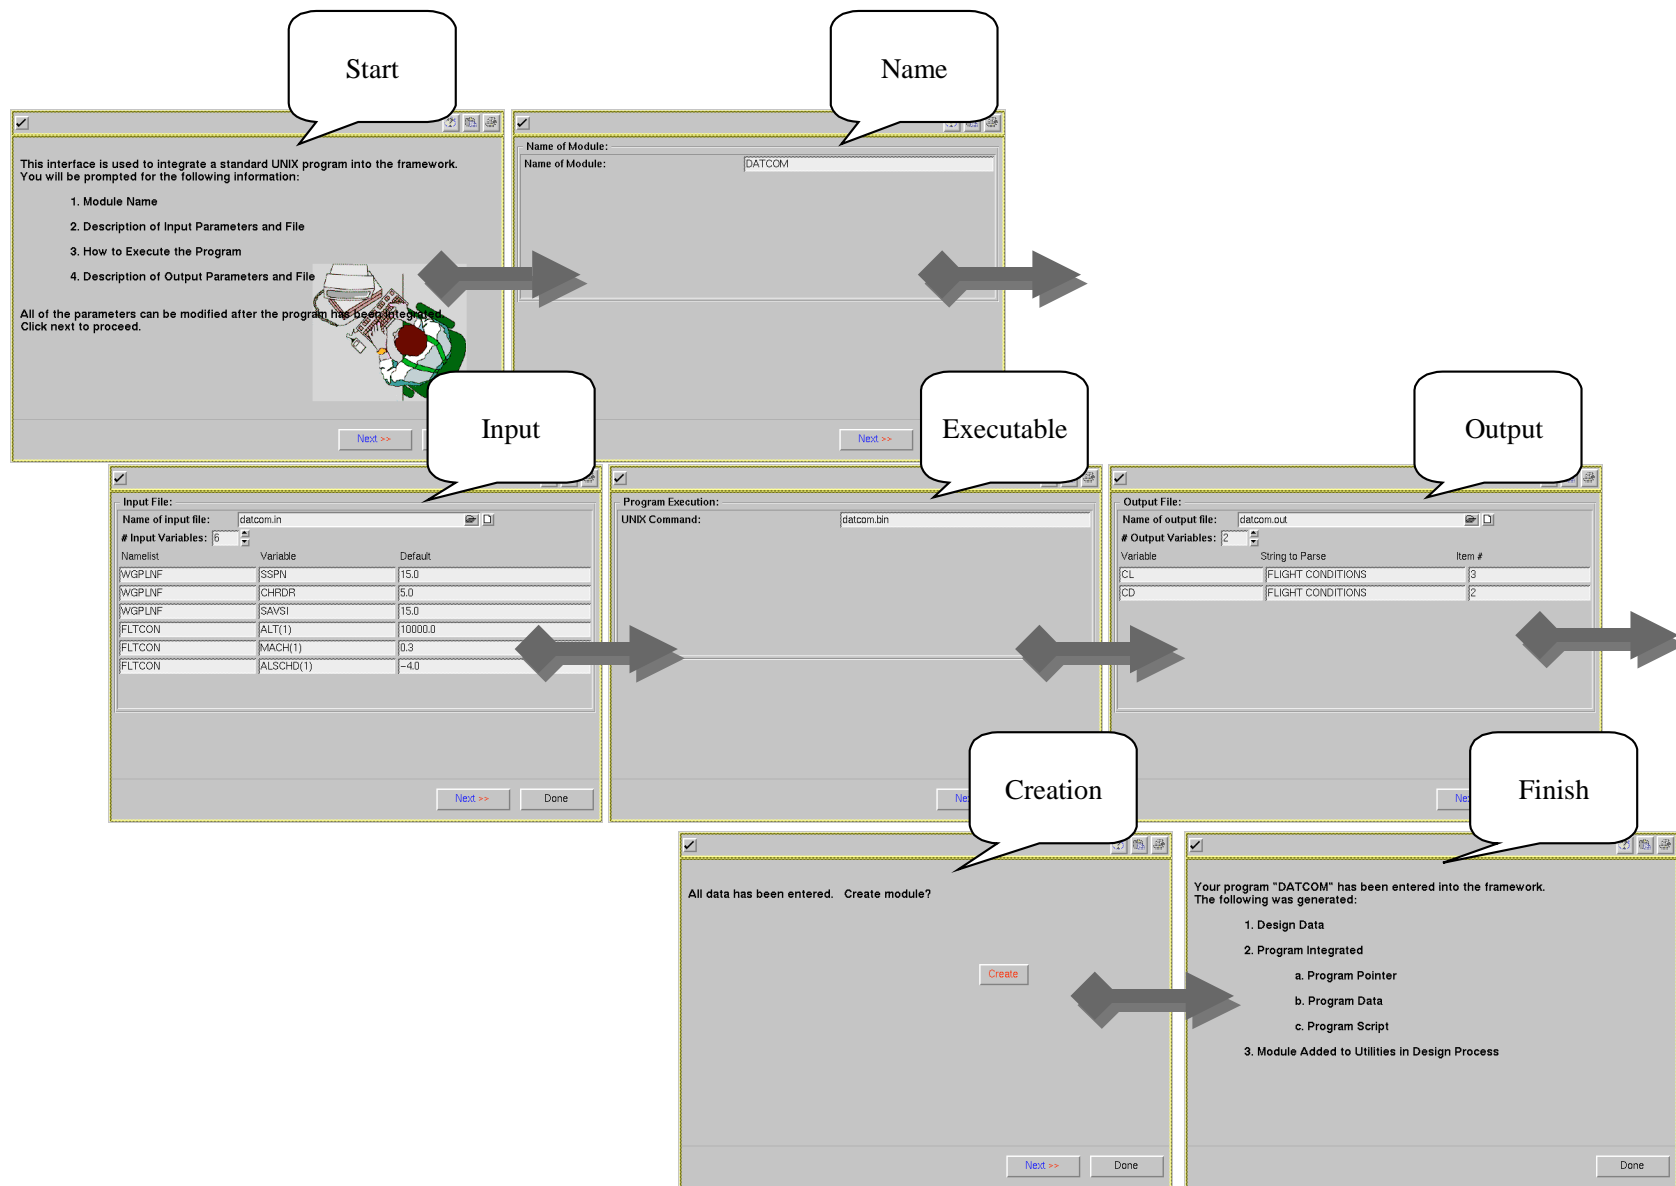 Start
Name
This interface is used to integrate a standard UNIX program into the framework.
You will be prompted for the following information:
1. Module Name
2. Description of Input Parameters and File
3. How to Execute the Program
4. Description of Output Parameters and File
All of the parameters can be modified after the program has been integrated.
Click next to proceed.
Next >>
Name of Module:
Name of Module: DATCOM
Next >>
Input
Executable
Output
Input File:
Name of input file: datcom.in
# Input Variables: 6
Namelist Variable Default
WGPLNF SSPN 15.0
WGPLNF CHRDR 5.0
WGPLNF SAVSI 15.0
FLTCON ALT(1) 10000.0
FLTCON MACH(1) 0.3
FLTCON ALSCHD(1) −4.0
Next >> Done
Program Execution:
UNIX Command: datcom.bin
Output File:
Name of output file: datcom.out
# Output Variables: 2
Variable String to Parse Item #
CL FLIGHT CONDITIONS 3
CD FLIGHT CONDITIONS 2
Creation
Finish
All data has been entered. Create module?
Create
Next >> Done
Your program "DATCOM" has been entered into the framework.
The following was generated:
1. Design Data
2. Program Integrated
a. Program Pointer
b. Program Data
c. Program Script
3. Module Added to Utilities in Design Process
Done